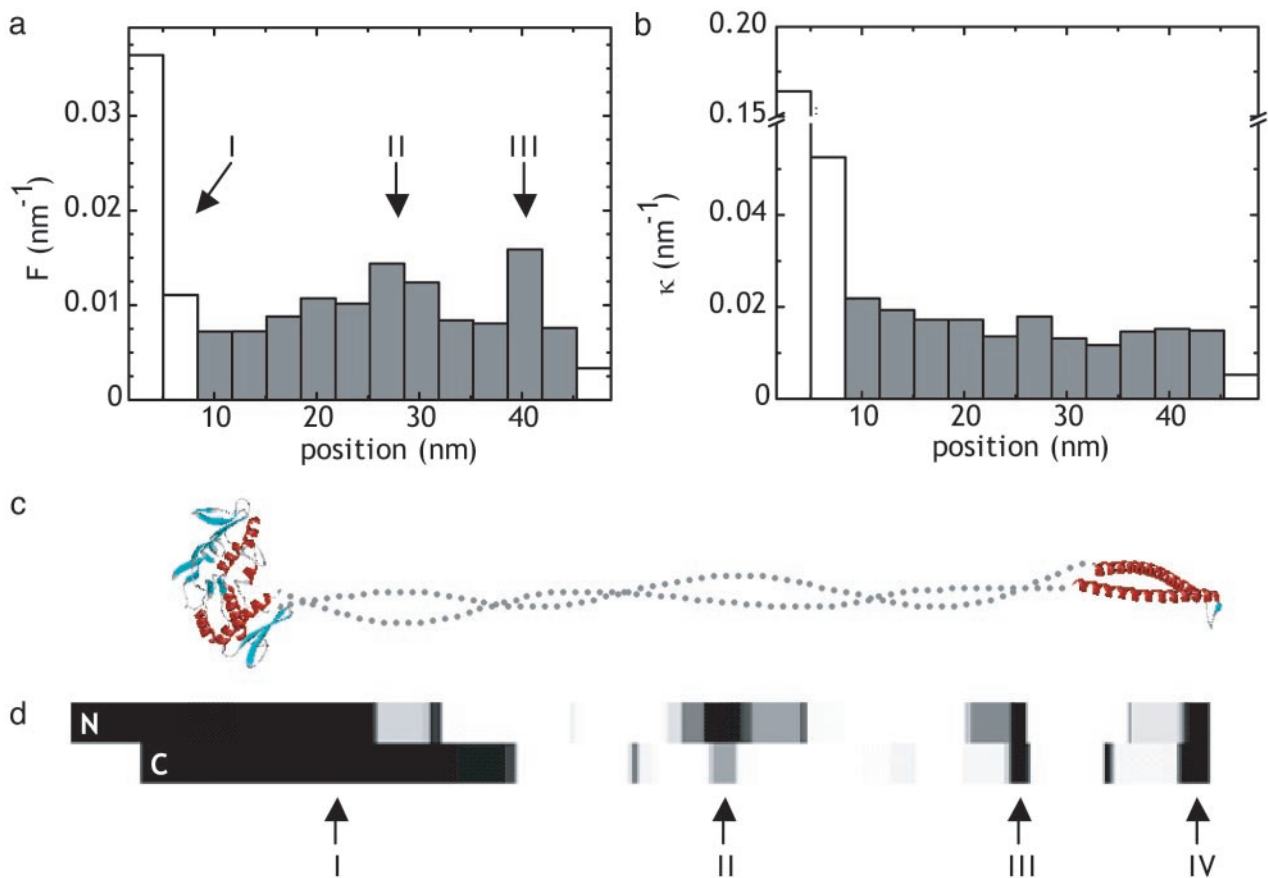 a
0.03
0.02
0.01
0
F (nm⁻¹)
I
II
III
10 20 30 40
position (nm)
b
0.20
0.15
0.04
0.02
0
κ (nm⁻¹)
10 20 30 40
position (nm)
c
d
N
C
I
II
III
IV